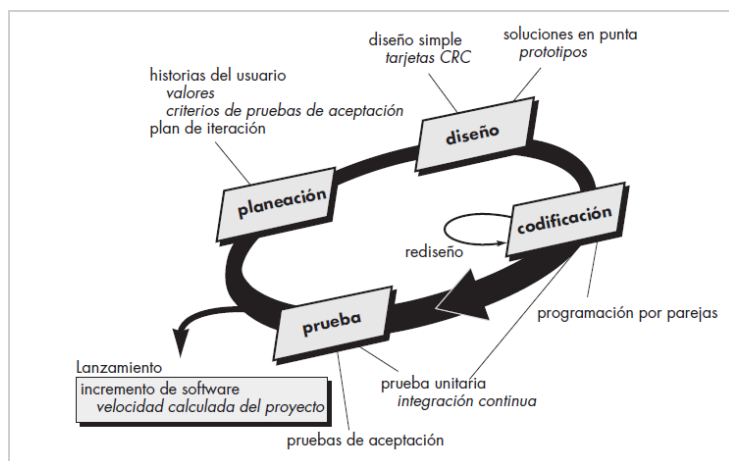 diseño simple
tarjetas CRC
soluciones en punta
prototipos
historias del usuario
valores
criterios de pruebas de aceptación
plan de iteración
diseño
planeación
codificación
rediseño
prueba
programación por parejas
Lanzamiento
incremento de software
velocidad calculada del proyecto
prueba unitaria
integración continua
pruebas de aceptación